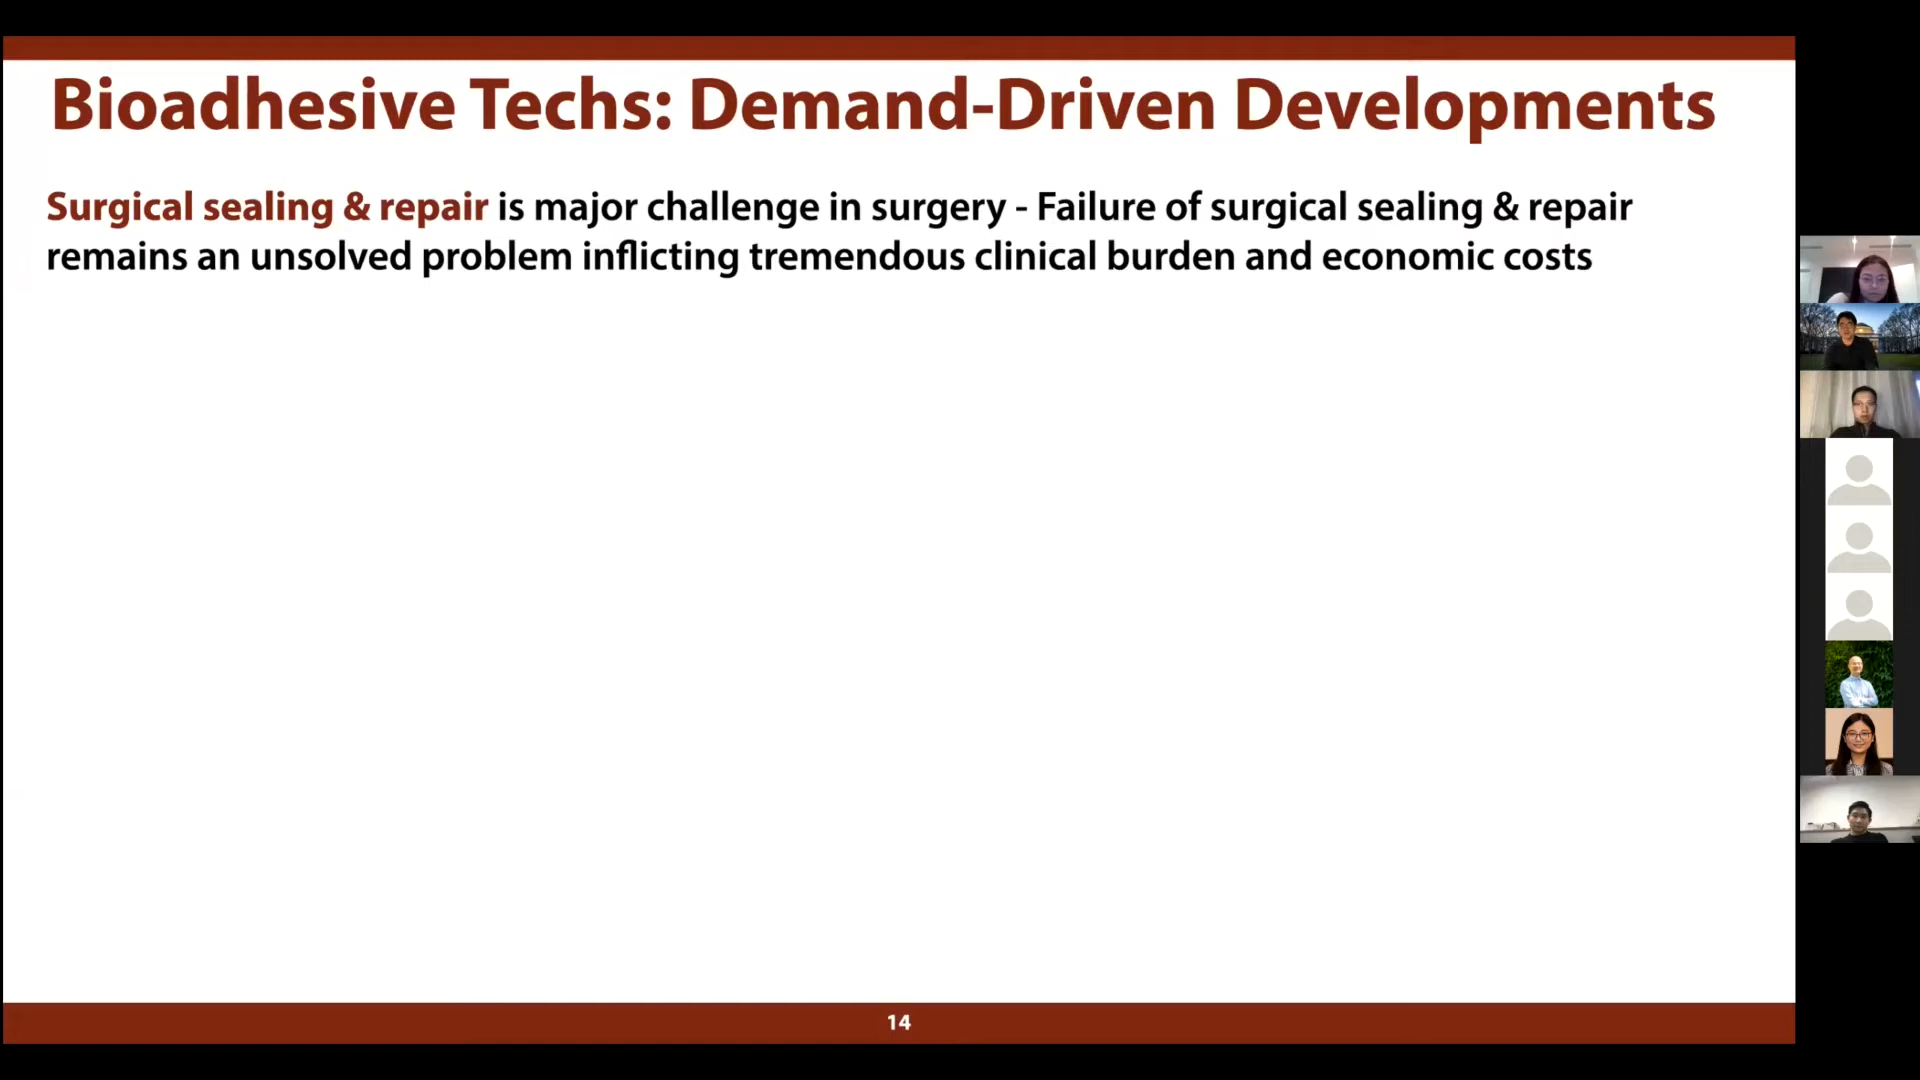 Bioadhesive Techs: Demand-Driven Developments
Surgical sealing & repair is major challenge in surgery - Failure of surgical sealing & repair
remains an unsolved problem inflicting tremendous clinical burden and economic costs
14